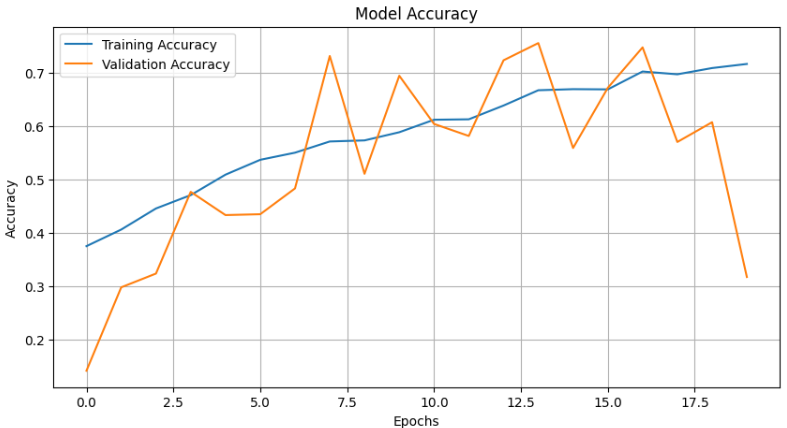 Model Accuracy
Training Accuracy
Validation Accuracy
Accuracy
0.7
0.6
0.5
0.4
0.3
0.2
0.0 2.5 5.0 7.5 10.0 12.5 15.0 17.5
Epochs